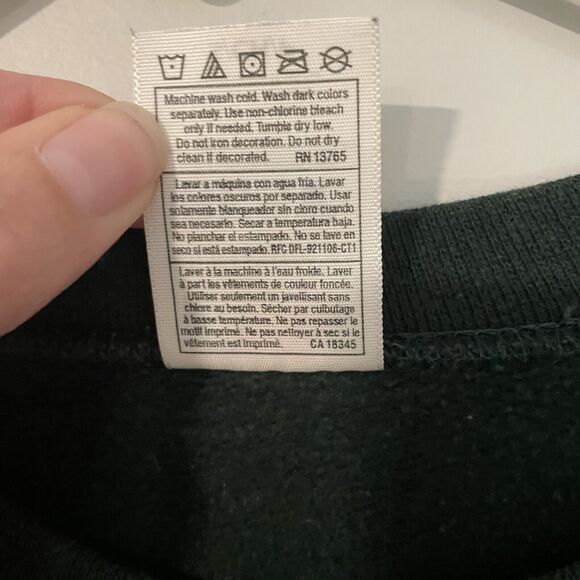 Machine wash cold. Wash dark colors
separately. Use non-chlorine bleach
only if needed. Tumble dry low.
Do not iron decoration. Do not dry
clean if decorated. RN 13765
Lavar a máquina con agua fría. Lavar
los colores oscuros por separado. Usar
solamente blanqueador sin cloro cuando
sea necesario. Secar a temperatura baja.
No planchar el estampado. No se lave en
seco si está estampado. RFC DFL-921106-CT1
Laver à la machine à l'eau froide. Laver
à part les vêtements de couleur foncée.
Utiliser seulement un javellisant sans
chlore au besoin. Sécher par culbutage
à basse température. Ne pas repasser le
motif imprimé. Ne pas nettoyer à sec si le
vêtement est imprimé. CA 18345